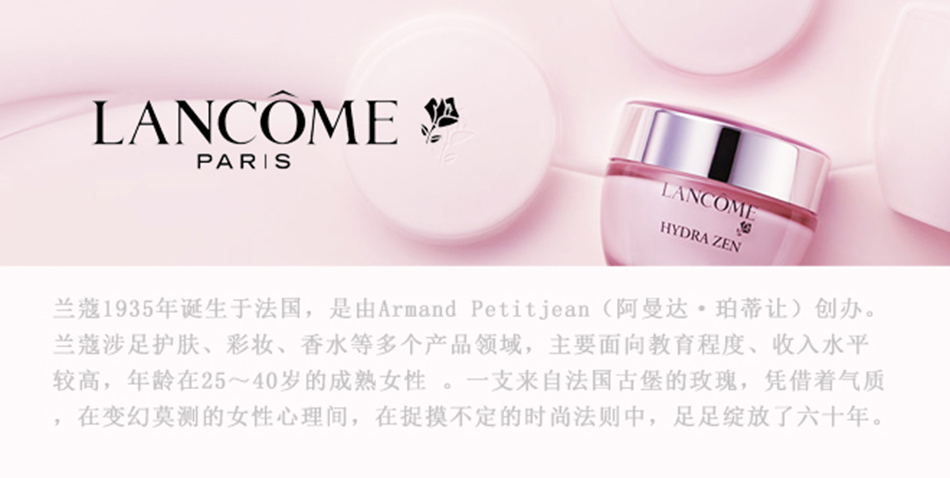 LANCÔME
PARIS
LANCÔME
HYDRA ZEN
兰蔻1935年诞生于法国，是由Armand Petitjean（阿曼达·珀蒂让）创办。
兰蔻涉足护肤、彩妆、香水等多个产品领域，主要面向教育程度、收入水平
较高，年龄在25～40岁的成熟女性 。一支来自法国古堡的玫瑰，凭借着气质
，在变幻莫测的女性心理间，在捉摸不定的时尚法则中，足足绽放了六十年。